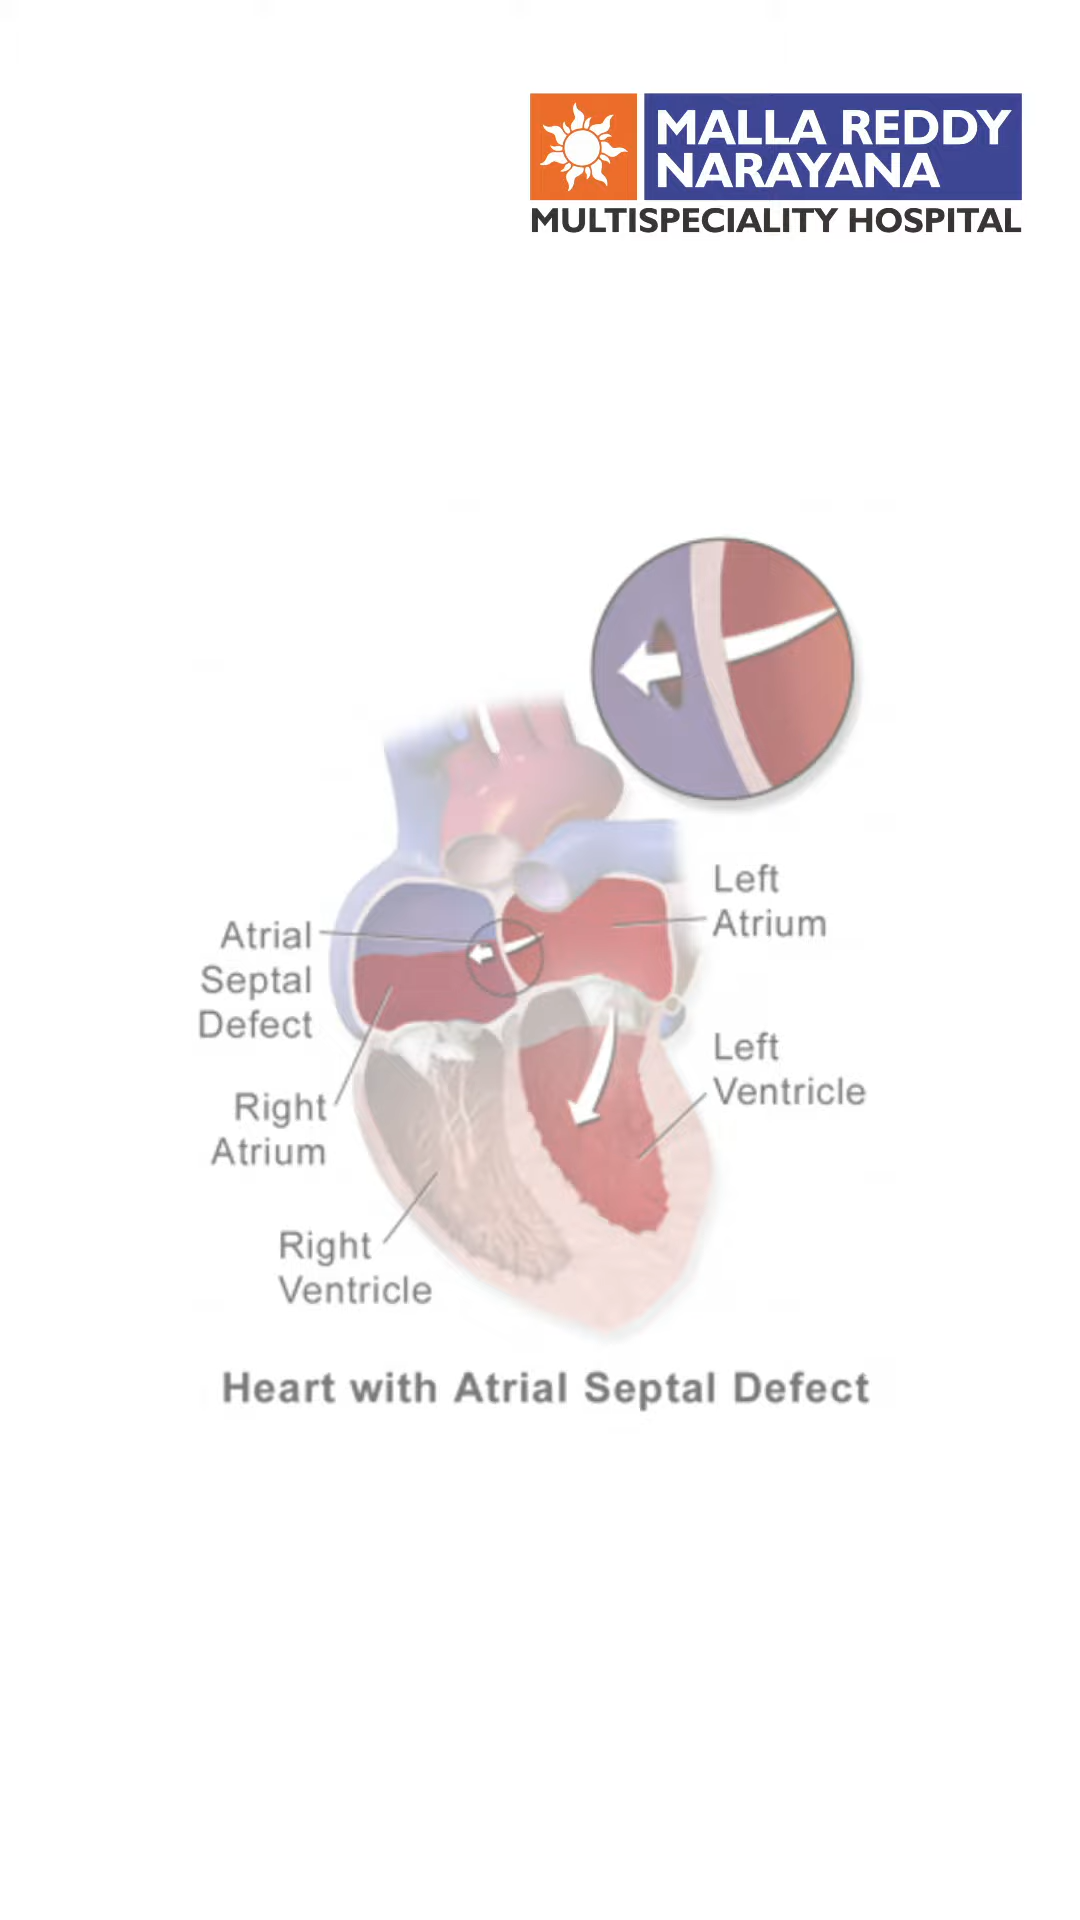 MALLA REDDY
NARAYANA
MULTISPECIALITY HOSPITAL
Left
Atrium
Atrial
Septal
Defect
Left
Ventricle
Right
Atrium
Right
Ventricle
Heart with Atrial Septal Defect